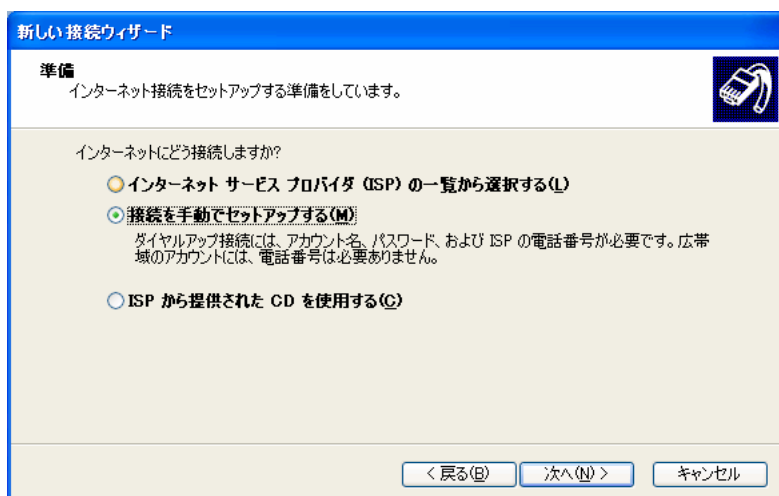 新しい接続ウィザード
準備
インターネット接続をセットアップする準備をしています。
インターネットにどう接続しますか?
インターネット サービス プロバイダ (ISP) の一覧から選択する(L)
接続を手動でセットアップする(M)
ダイヤルアップ接続には、アカウント名、パスワード、および ISP の電話番号が必要です。広帯
域のアカウントには、電話番号は必要ありません。
ISP から提供された CD を使用する(C)
< 戻る(B) 次へ(N) > キャンセル